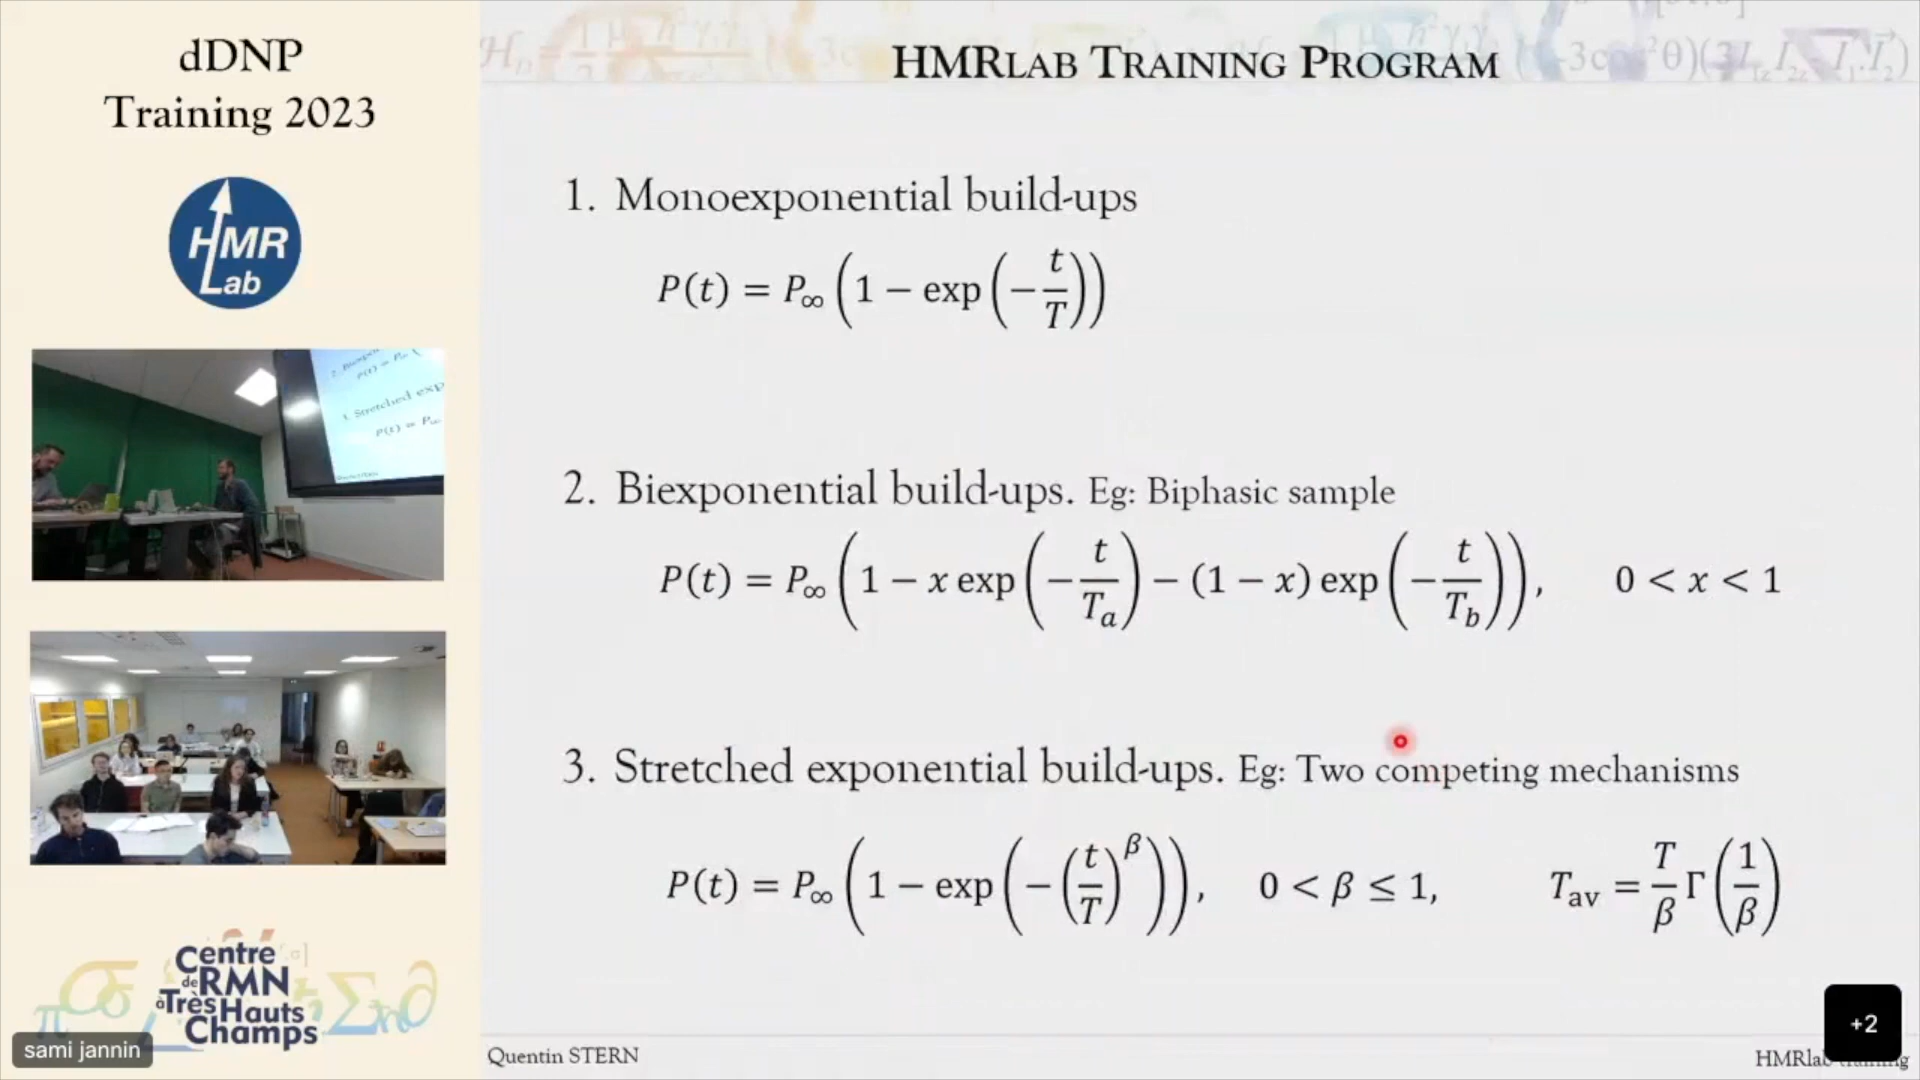 dDNP
Training 2023
HMR
Lab
Centre
de RMN
à Très Hauts
Champs
sami jannin
HMRLAB TRAINING PROGRAM
1. Monoexponential build-ups
P(t) = P∞ (1 − exp(−t/T))
2. Biexponential build-ups. Eg: Biphasic sample
P(t) = P∞ (1 − x exp(−t/Ta) − (1 − x) exp(−t/Tb)), 0 < x < 1
3. Stretched exponential build-ups. Eg: Two competing mechanisms
P(t) = P∞ (1 − exp(−(t/T)^β)), 0 < β ≤ 1, Tav = T/β Γ(1/β)
+2
Quentin STERN